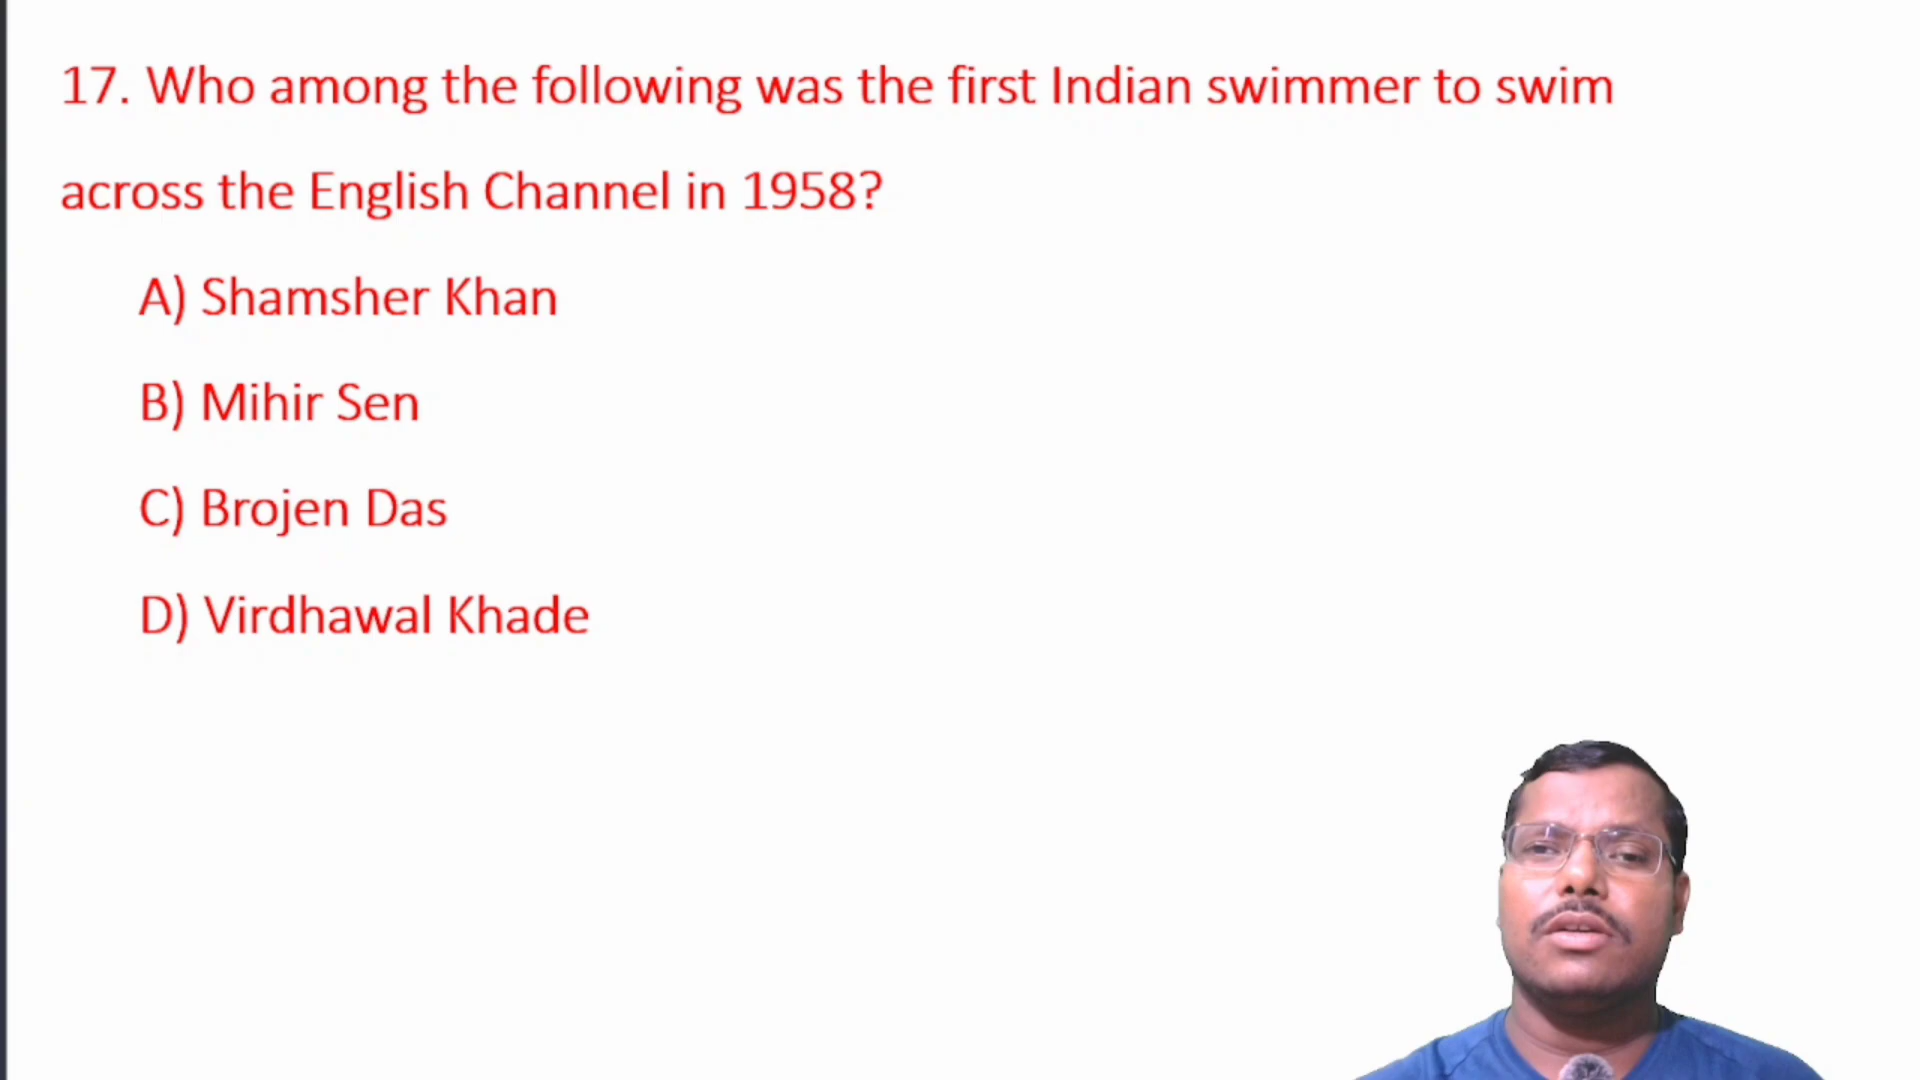 17. Who among the following was the first Indian swimmer to swim
across the English Channel in 1958?
A) Shamsher Khan
B) Mihir Sen
C) Brojen Das
D) Virdhawal Khade